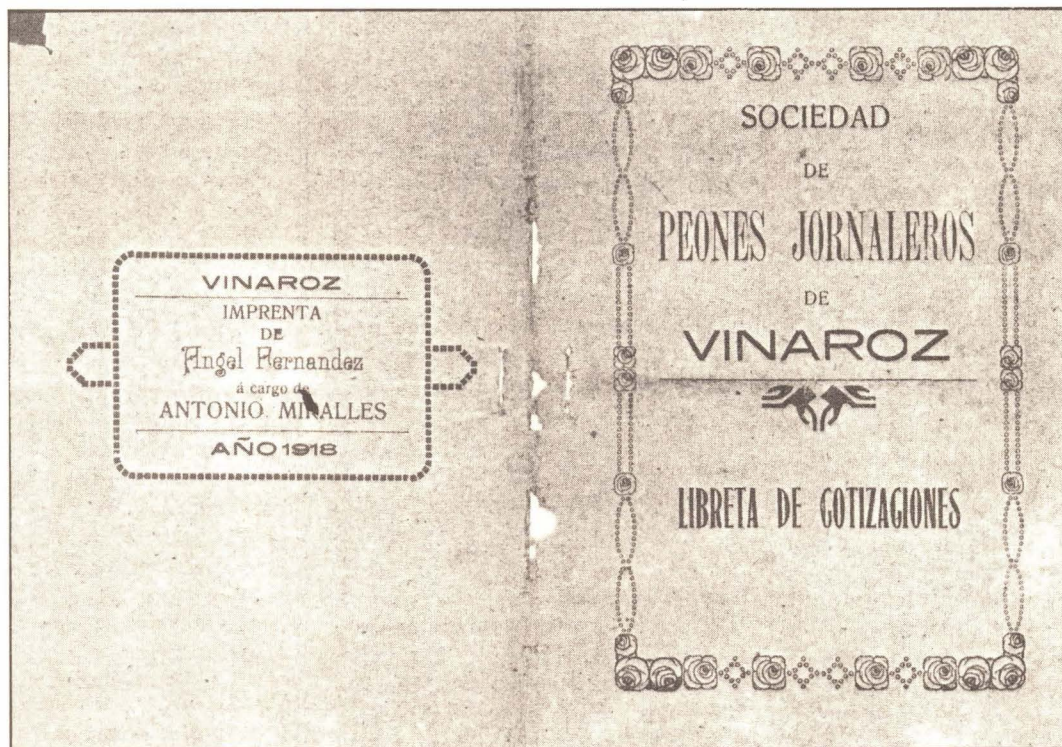 VINAROZ
IMPRENTA
DE
Angel Fernandez
á cargo de
ANTONIO MIRALLES
AÑO 1918
SOCIEDAD
DE
PEONES JORNALEROS
DE
VINAROZ
LIBRETA DE COTIZACIONES